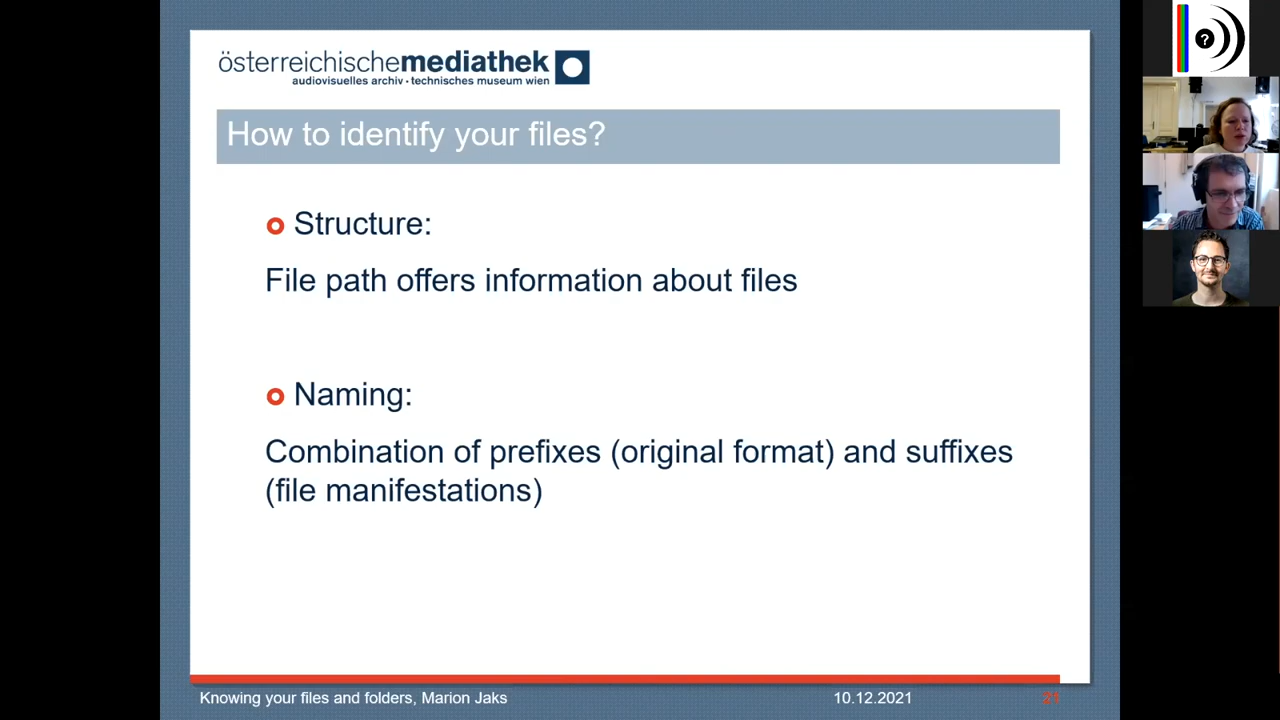 österreichischemediathek
audiovisuelles archiv • technisches museum wien
How to identify your files?
Structure:
File path offers information about files
Naming:
Combination of prefixes (original format) and suffixes
(file manifestations)
Knowing your files and folders, Marion Jaks 10.12.2021 21
?